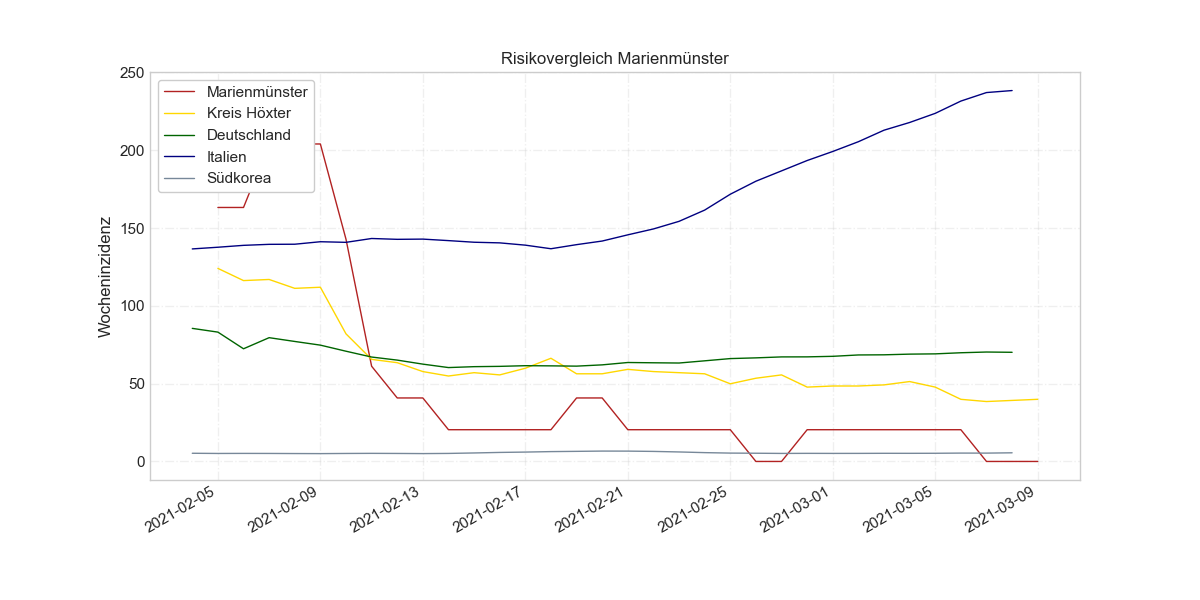 Risikovergleich Marienmünster
Wocheninzidenz
250
200
150
100
50
0
Marienmünster
Kreis Höxter
Deutschland
Italien
Südkorea
2021-02-05
2021-02-09
2021-02-13
2021-02-17
2021-02-21
2021-02-25
2021-03-01
2021-03-05
2021-03-09